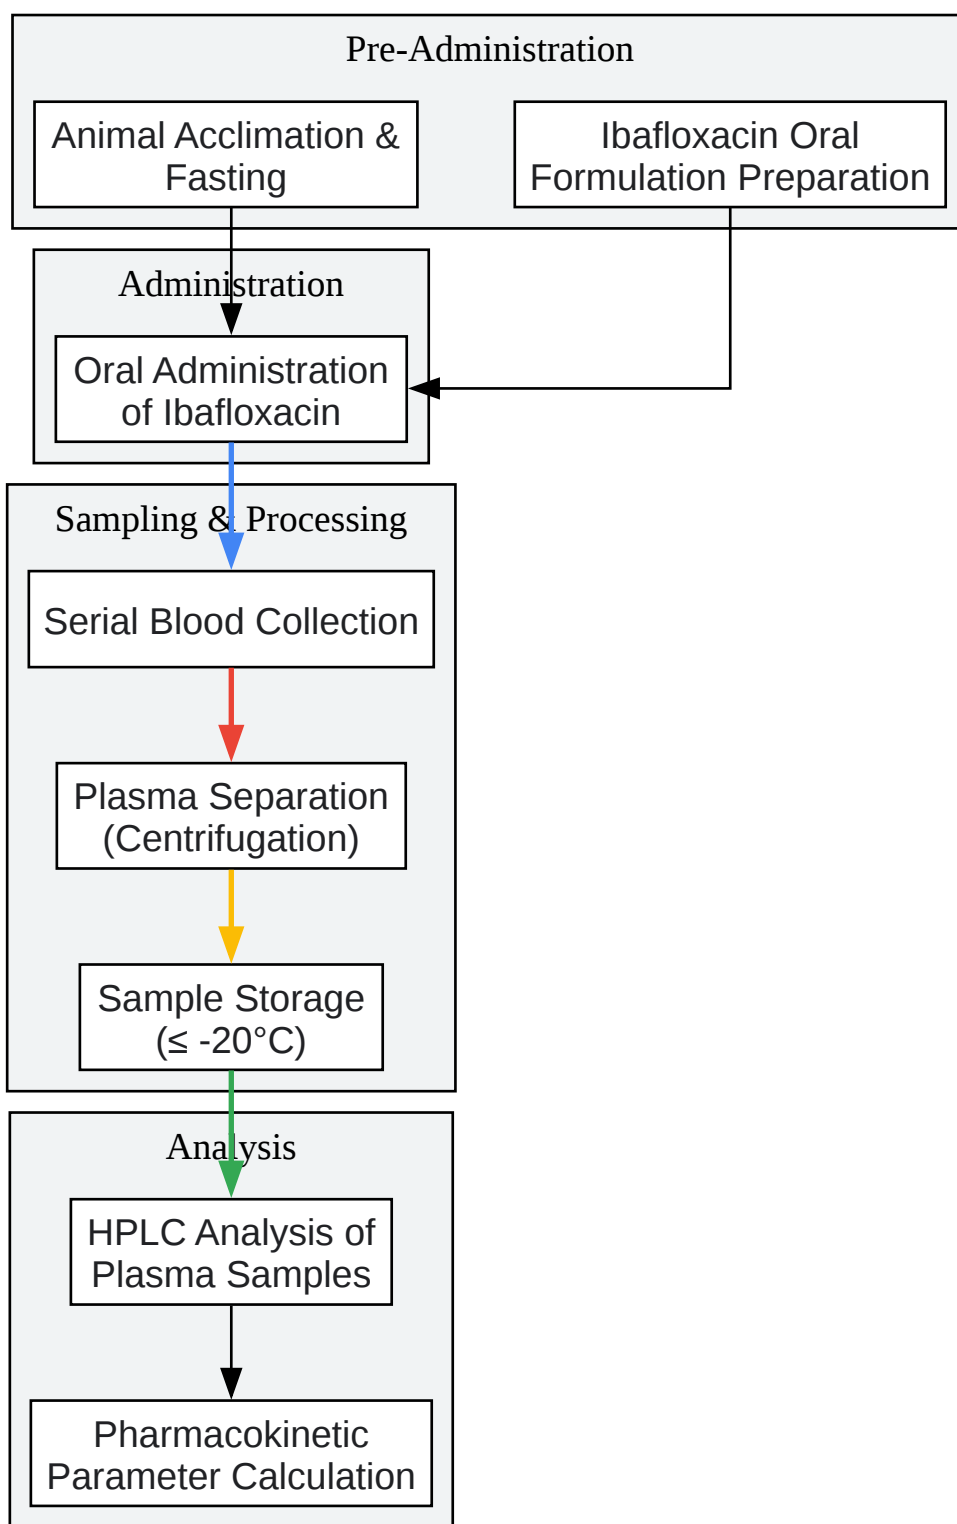 Pre-Administration
Animal Acclimation &
Fasting
Ibafloxacin Oral
Formulation Preparation
Administration
Oral Administration
of Ibafloxacin
Sampling & Processing
Serial Blood Collection
Plasma Separation
(Centrifugation)
Sample Storage
(≤ -20°C)
Analysis
HPLC Analysis of
Plasma Samples
Pharmacokinetic
Parameter Calculation